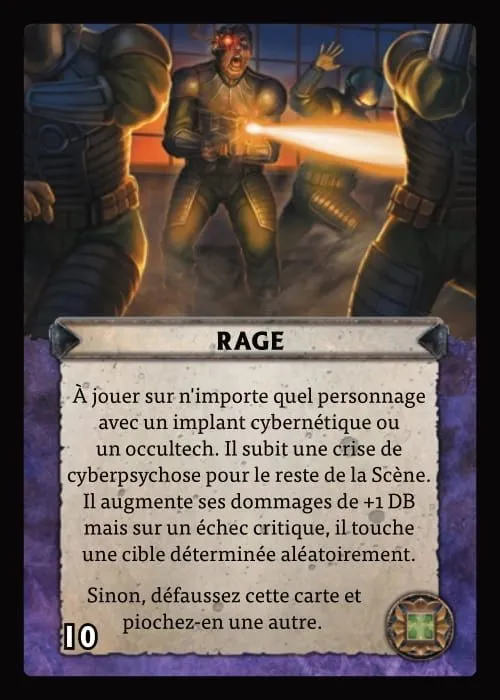 RAGE
À jouer sur n'importe quel personnage
avec un implant cybernétique ou
un occultech. Il subit une crise de
cyberpsychose pour le reste de la Scène.
Il augmente ses dommages de +1 DB
mais sur un échec critique, il touche
une cible déterminée aléatoirement.
Sinon, défaussez cette carte et
piochez-en une autre.
10